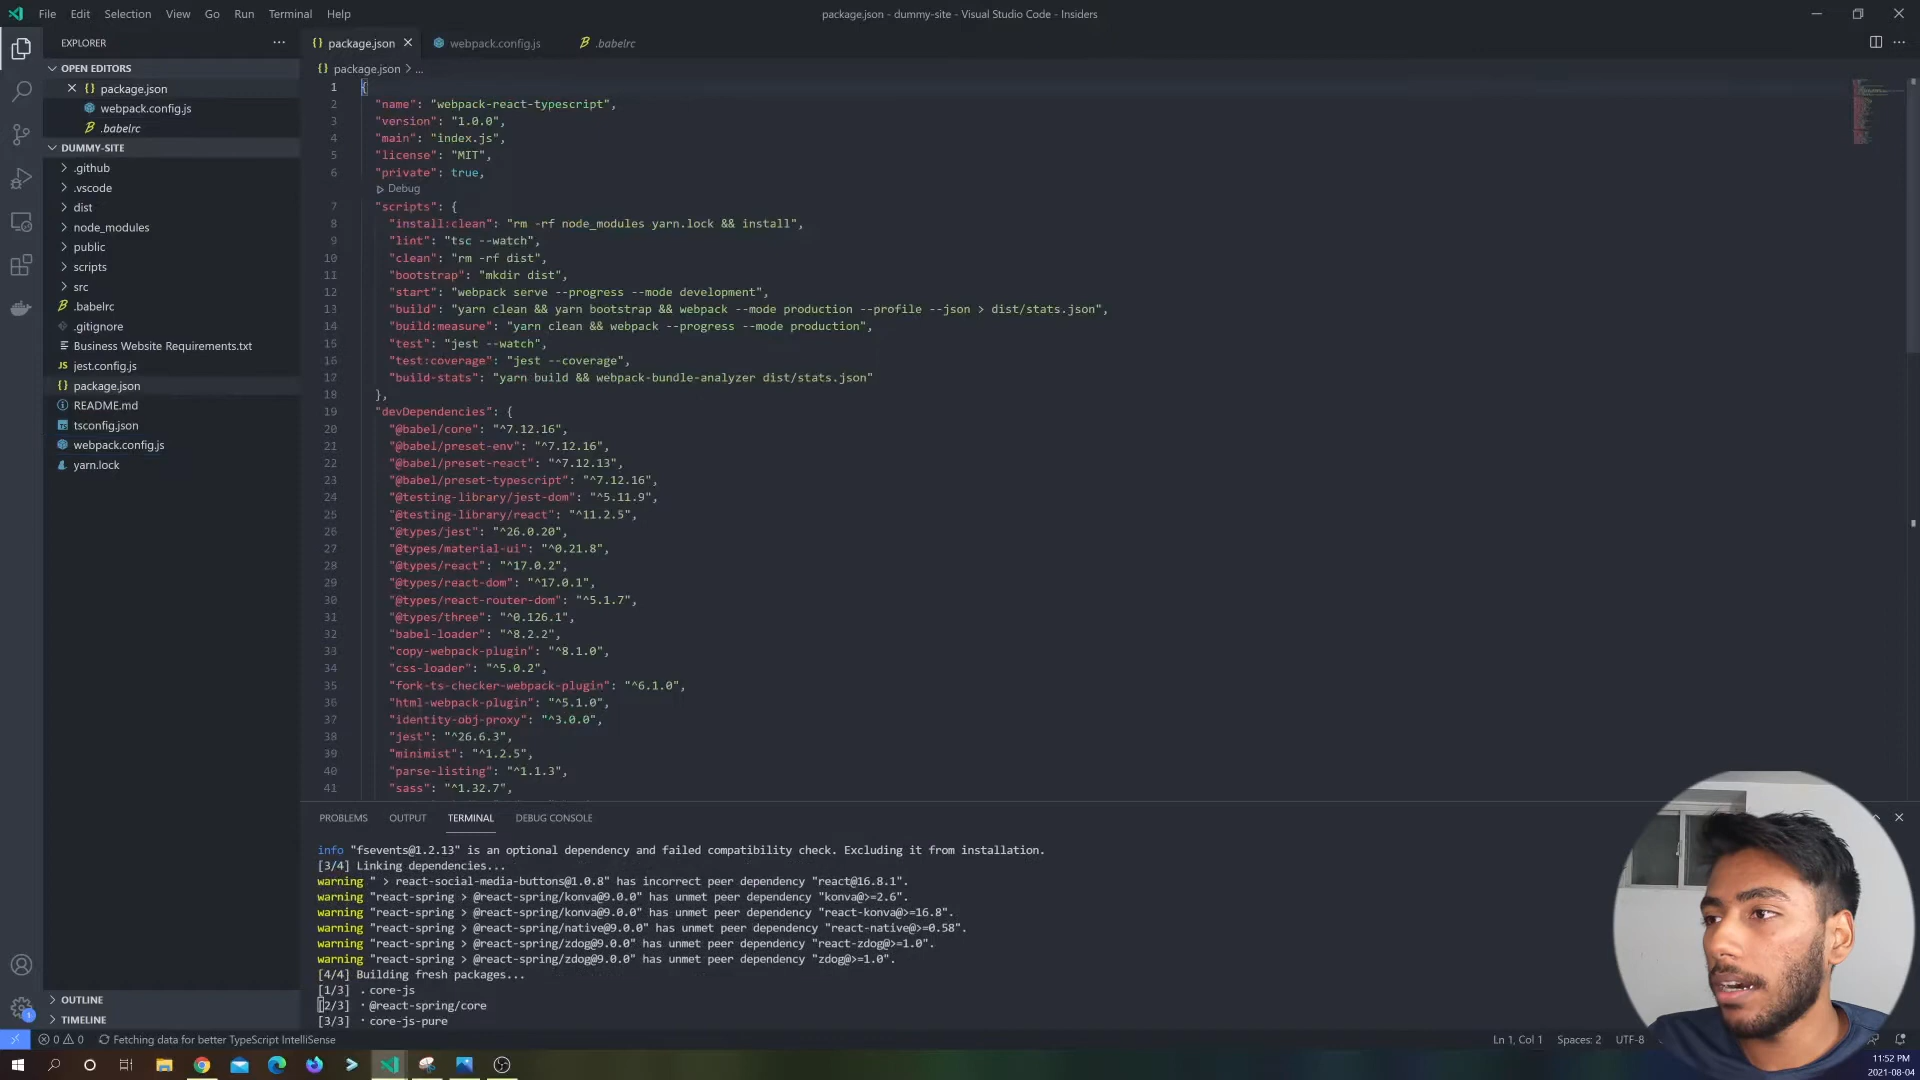 File Edit Selection View Go Run Terminal Help
package.json - dummy-site - Visual Studio Code - Insiders
EXPLORER
OPEN EDITORS
package.json
webpack.config.js
.babelrc
DUMMY-SITE
.github
.vscode
dist
node_modules
public
scripts
src
.babelrc
.gitignore
Business Website Requirements.txt
jest.config.js
package.json
README.md
tsconfig.json
webpack.config.js
yarn.lock
OUTLINE
TIMELINE
package.json webpack.config.js .babelrc
package.json > ...
1 {
2 "name": "webpack-react-typescript",
3 "version": "1.0.0",
4 "main": "index.js",
5 "license": "MIT",
6 "private": true,
Debug
7 "scripts": {
8 "install:clean": "rm -rf node_modules yarn.lock && install",
9 "lint": "tsc --watch",
10 "clean": "rm -rf dist",
11 "bootstrap": "mkdir dist",
12 "start": "webpack serve --progress --mode development",
13 "build": "yarn clean && yarn bootstrap && webpack --mode production --profile --json > dist/stats.json",
14 "build:measure": "yarn clean && webpack --progress --mode production",
15 "test": "jest --watch",
16 "test:coverage": "jest --coverage",
17 "build-stats": "yarn build && webpack-bundle-analyzer dist/stats.json"
18 },
19 "devDependencies": {
20 "@babel/core": "^7.12.16",
21 "@babel/preset-env": "^7.12.16",
22 "@babel/preset-react": "^7.12.13",
23 "@babel/preset-typescript": "^7.12.16",
24 "@testing-library/jest-dom": "^5.11.9",
25 "@testing-library/react": "^11.2.5",
26 "@types/jest": "^26.0.20",
27 "@types/material-ui": "^0.21.8",
28 "@types/react": "^17.0.2",
29 "@types/react-dom": "^17.0.1",
30 "@types/react-router-dom": "^5.1.7",
31 "@types/three": "^0.126.1",
32 "babel-loader": "^8.2.2",
33 "copy-webpack-plugin": "^8.1.0",
34 "css-loader": "^5.0.2",
35 "fork-ts-checker-webpack-plugin": "^6.1.0",
36 "html-webpack-plugin": "^5.1.0",
37 "identity-obj-proxy": "^3.0.0",
38 "jest": "^26.6.3",
39 "minimist": "^1.2.5",
40 "parse-listing": "^1.1.3",
41 "sass": "^1.32.7",
PROBLEMS OUTPUT TERMINAL DEBUG CONSOLE
info "fsevents@1.2.13" is an optional dependency and failed compatibility check. Excluding it from installation.
[3/4] Linking dependencies...
warning " > react-social-media-buttons@1.0.8" has incorrect peer dependency "react@16.8.1".
warning "react-spring > @react-spring/konva@9.0.0" has unmet peer dependency "konva@>=2.6".
warning "react-spring > @react-spring/konva@9.0.0" has unmet peer dependency "react-konva@>=16.8".
warning "react-spring > @react-spring/native@9.0.0" has unmet peer dependency "react-native@>=0.58".
warning "react-spring > @react-spring/zdog@9.0.0" has unmet peer dependency "react-zdog@>=1.0".
warning "react-spring > @react-spring/zdog@9.0.0" has unmet peer dependency "zdog@>=1.0".
[4/4] Building fresh packages...
[1/3] . core-js
[2/3] · @react-spring/core
[3/3] · core-js-pure
0 0 Fetching data for better TypeScript IntelliSense
Ln 1, Col 1 Spaces: 2 UTF-8
11:52 PM
2021-08-04